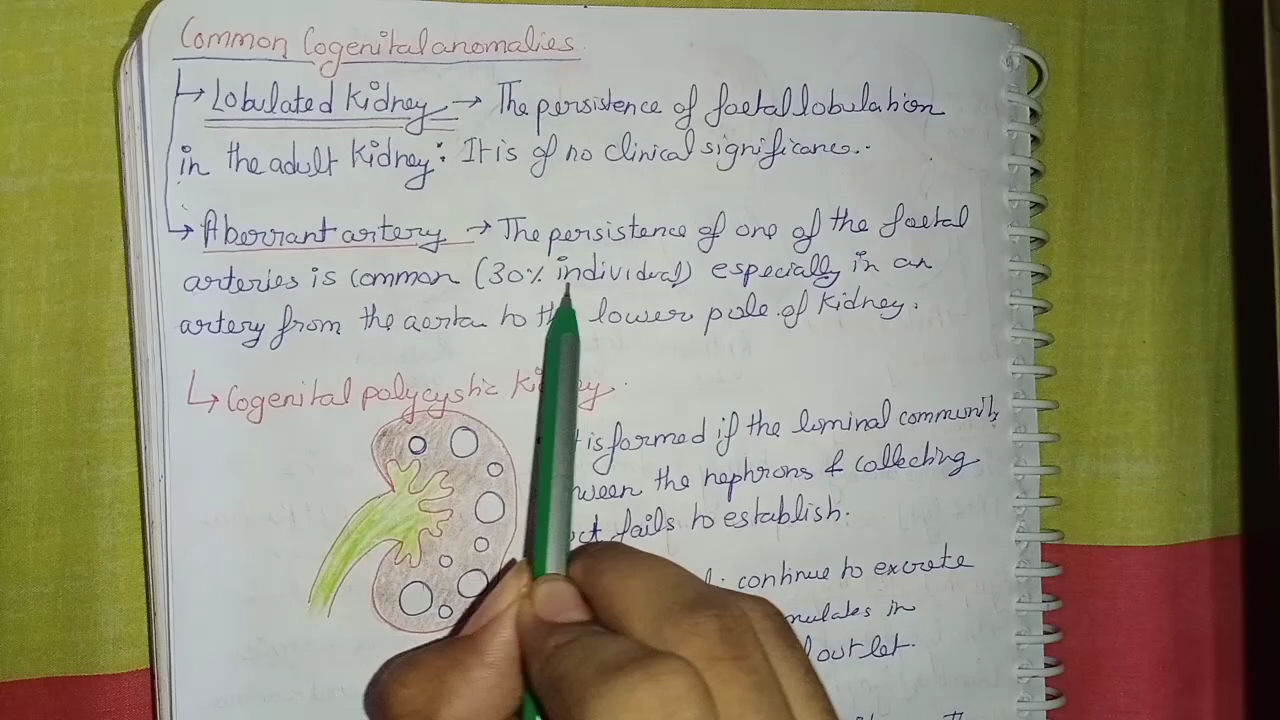 Common Cogenital anomalies
→ Lobulated Kidney → The persistence of foetal lobulation
in the adult Kidney: It is of no clinical significance.
→ Aberrant artery → The persistence of one of the foetal
arteries is common (30% individual) especially in an
artery from the aorta to lower pole of Kidney.
→ Cogenital polycystic
is formed if the luminal communi
the nephrons & collecting
fails to establish.
continue to excrete
in
outlet.